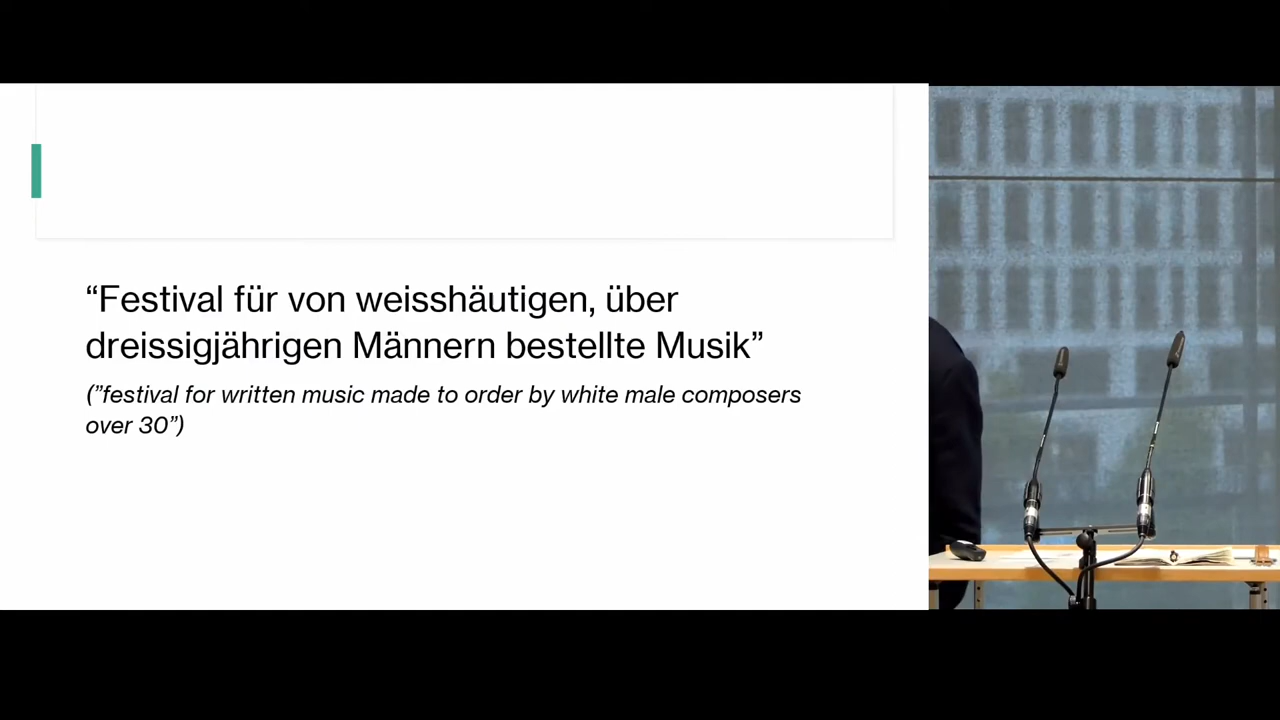 “Festival für von weisshäutigen, über
dreissigjährigen Männern bestellte Musik”
(”festival for written music made to order by white male composers
over 30”)